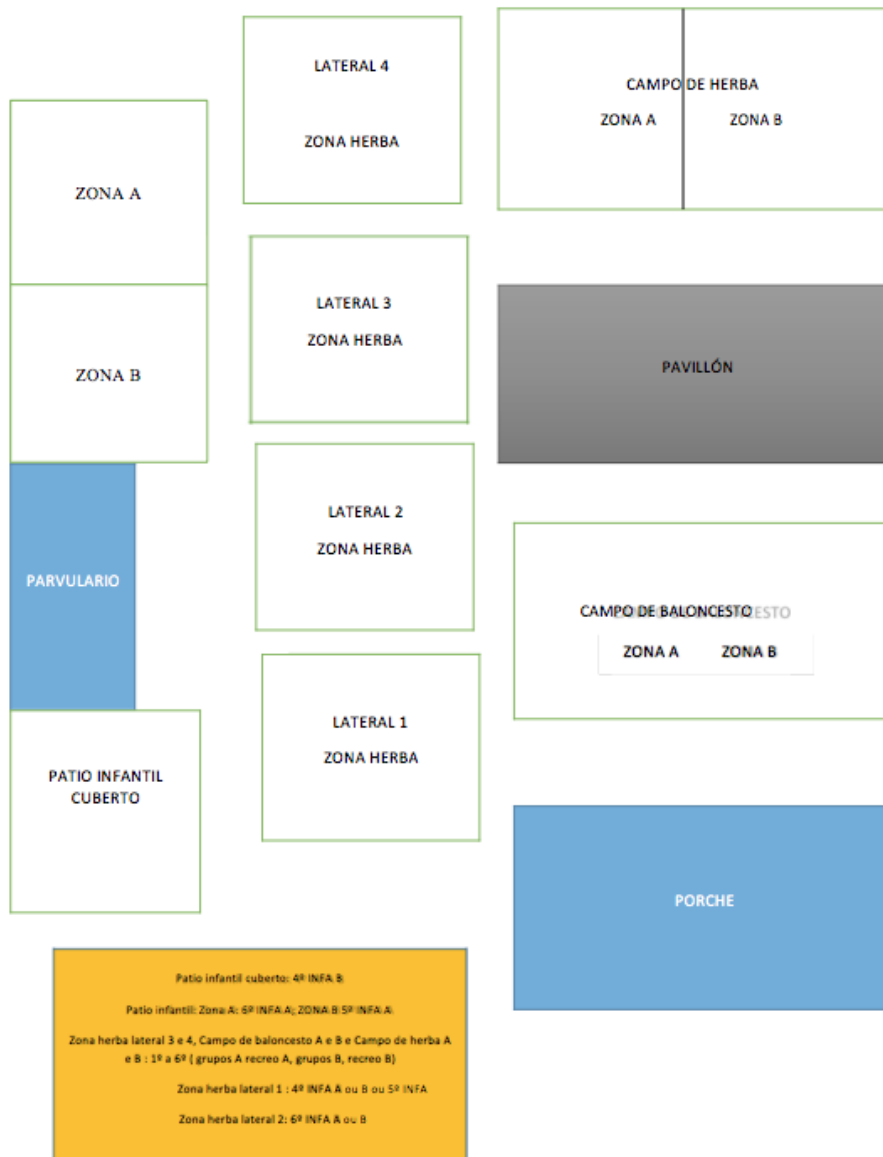 LATERAL 4
ZONA HERBA
CAMPO DE HERBA
ZONA A ZONA B
ZONA A
ZONA B
LATERAL 3
ZONA HERBA
PAVILLÓN
PARVULARIO
LATERAL 2
ZONA HERBA
CAMPO DE BALONCESTO
ZONA A ZONA B
LATERAL 1
ZONA HERBA
PATIO INFANTIL
CUBERTO
PORCHE
Patio infantil cuberto: 4º INFA B
Patio infantil: Zona A: 6º INFA A; ZONA B 5º INFA A
Zona herba lateral 3 e 4, Campo de baloncesto A e B e Campo de herba A
e B : 1º a 6º ( grupos A recreo A, grupos B, recreo B)
Zona herba lateral 1 : 4º INFA A ou B ou 5º INFA
Zona herba lateral 2: 6º INFA A ou B